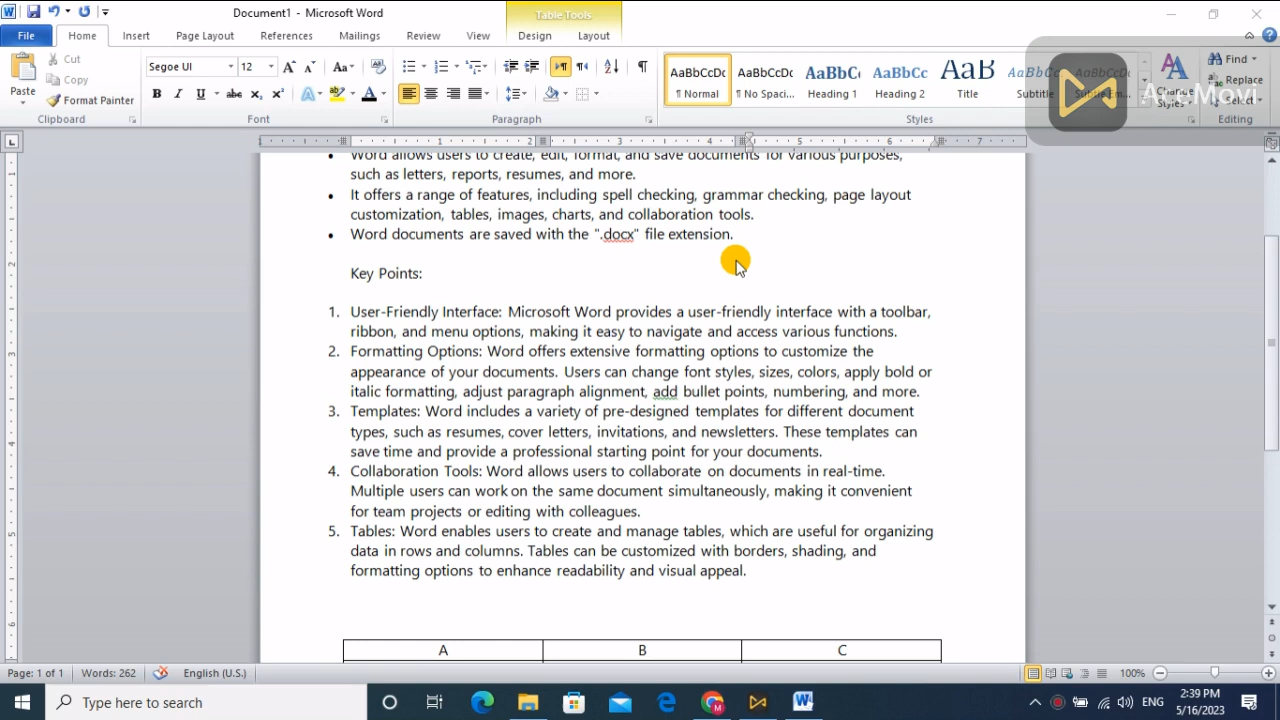 Document1 - Microsoft Word
Table Tools
File Home Insert Page Layout References Mailings Review View Design Layout
Cut
Copy
Format Painter
Paste
Clipboard
Segoe UI 12
Font
Paragraph
AaBbCcDc AaBbCcDc AaBbC AaBbCc AaB
¶ Normal ¶ No Spaci... Heading 1 Heading 2 Title Subtitle
Change
Styles
Find
Replace
Select
Editing
Word allows users to create, edit, format, and save documents for various purposes,
such as letters, reports, resumes, and more.
It offers a range of features, including spell checking, grammar checking, page layout
customization, tables, images, charts, and collaboration tools.
Word documents are saved with the ".docx" file extension.
Key Points:
1. User-Friendly Interface: Microsoft Word provides a user-friendly interface with a toolbar,
ribbon, and menu options, making it easy to navigate and access various functions.
2. Formatting Options: Word offers extensive formatting options to customize the
appearance of your documents. Users can change font styles, sizes, colors, apply bold or
italic formatting, adjust paragraph alignment, add bullet points, numbering, and more.
3. Templates: Word includes a variety of pre-designed templates for different document
types, such as resumes, cover letters, invitations, and newsletters. These templates can
save time and provide a professional starting point for your documents.
4. Collaboration Tools: Word allows users to collaborate on documents in real-time.
Multiple users can work on the same document simultaneously, making it convenient
for team projects or editing with colleagues.
5. Tables: Word enables users to create and manage tables, which are useful for organizing
data in rows and columns. Tables can be customized with borders, shading, and
formatting options to enhance readability and visual appeal.
A B C
Page: 1 of 1 Words: 262 English (U.S.) 100%
Type here to search
ENG
2:39 PM
5/16/2023